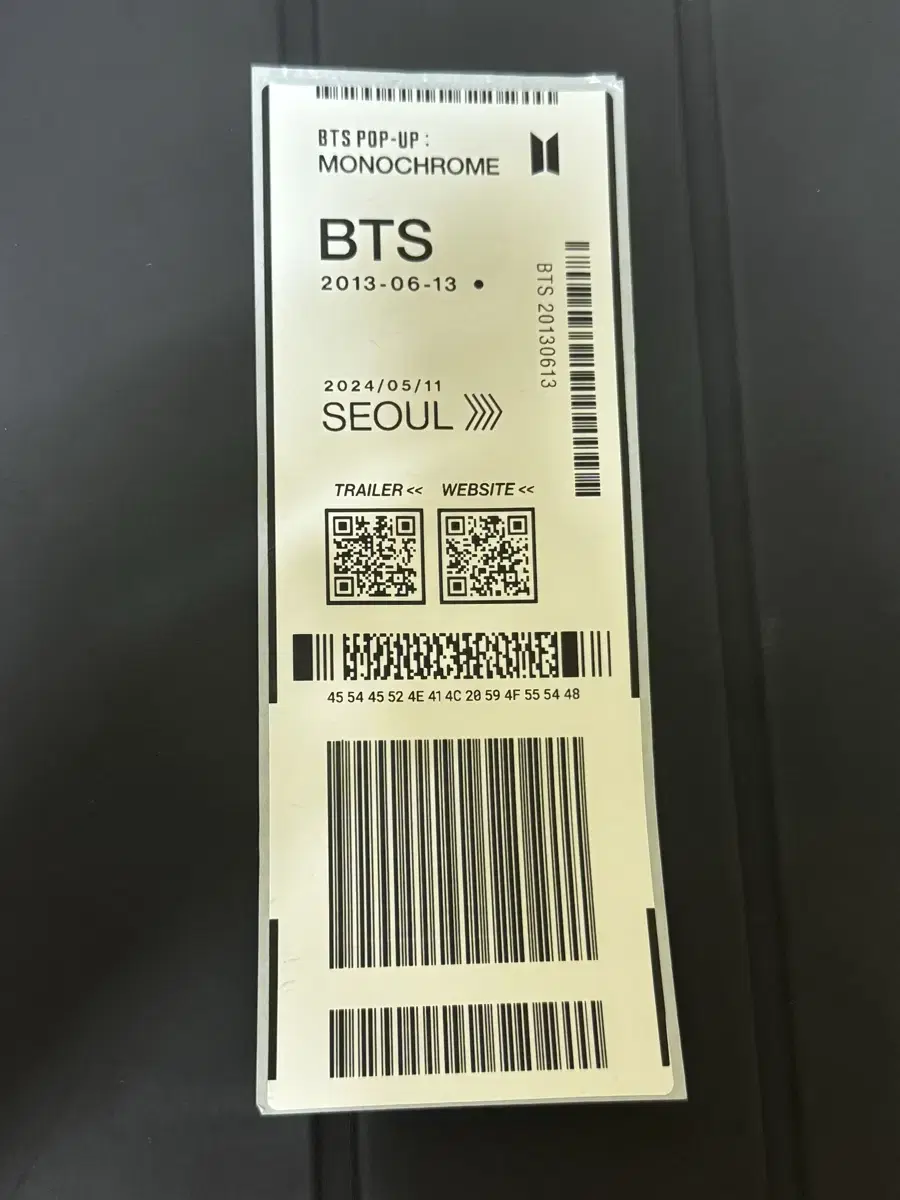 BTS POP-UP :
MONOCHROME
BTS
2013-06-13 •
BTS 20130613
2024/05/11
SEOUL
TRAILER << WEBSITE <<
45 54 45 52 4E 41 4C 20 59 4F 55 54 48